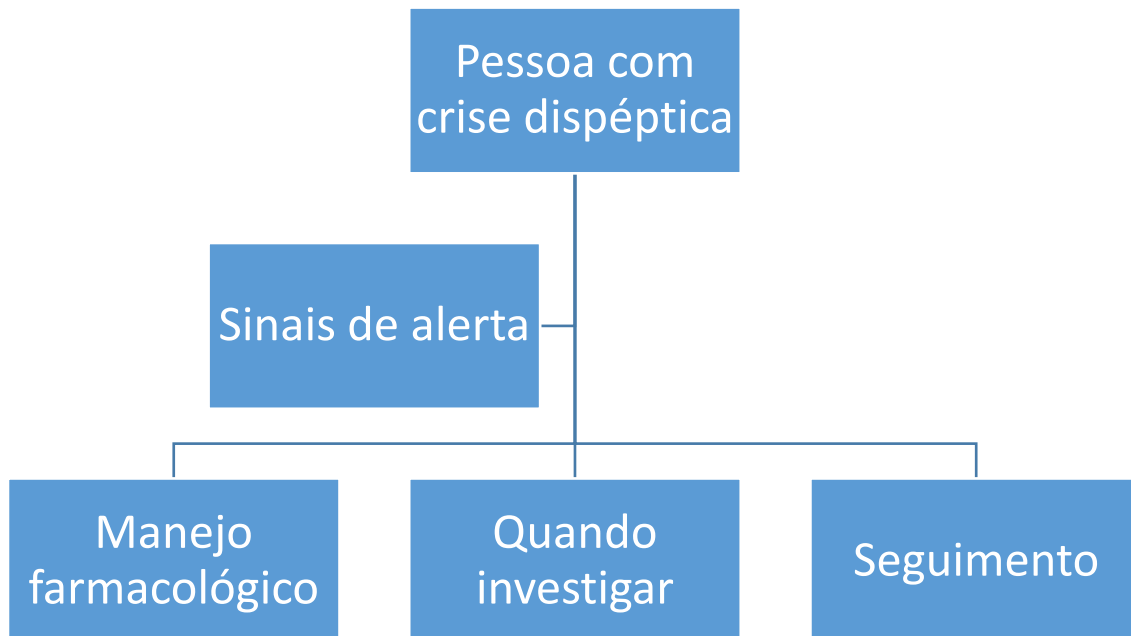 Pessoa com
crise dispéptica
Sinais de alerta
Manejo
farmacológico
Quando
investigar
Seguimento